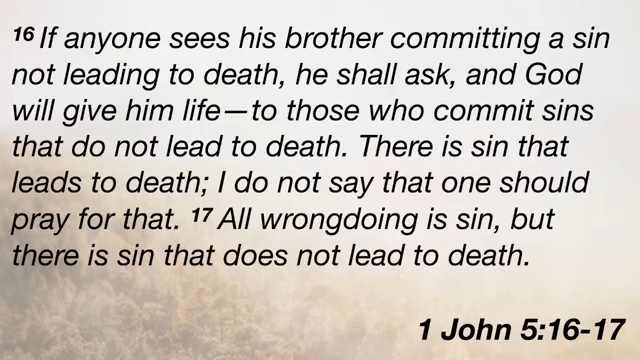 16 If anyone sees his brother committing a sin
not leading to death, he shall ask, and God
will give him life—to those who commit sins
that do not lead to death. There is sin that
leads to death; I do not say that one should
pray for that. 17 All wrongdoing is sin, but
there is sin that does not lead to death.
1 John 5:16-17